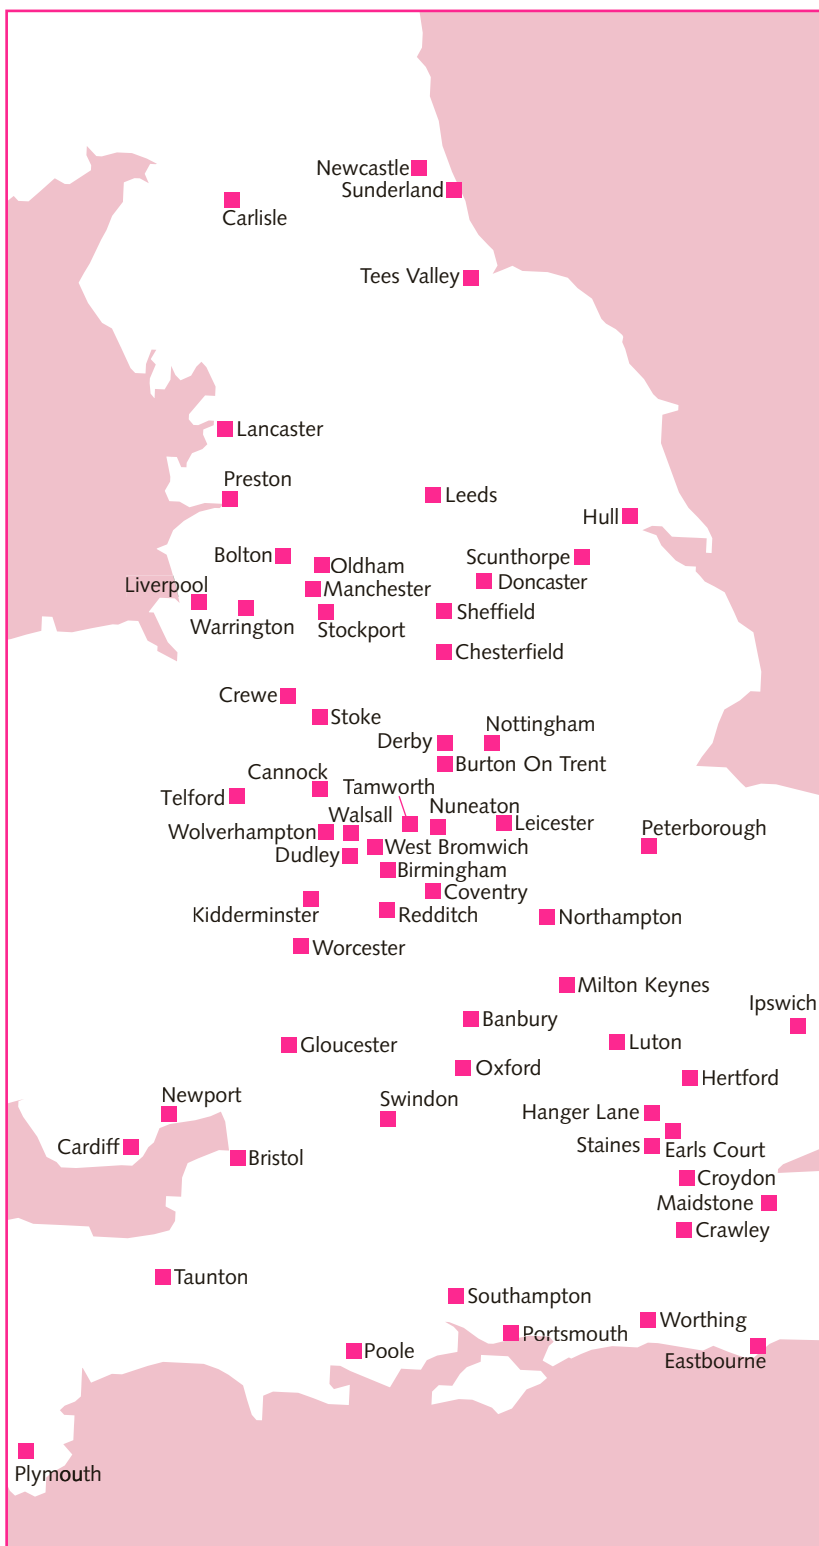 Newcastle
Sunderland
Carlisle
Tees Valley
Lancaster
Preston
Leeds
Hull
Bolton
Oldham
Scunthorpe
Doncaster
Liverpool
Manchester
Warrington
Stockport
Sheffield
Chesterfield
Crewe
Stoke
Nottingham
Derby
Burton On Trent
Cannock
Tamworth
Telford
Walsall
Nuneaton
Leicester
Wolverhampton
Peterborough
West Bromwich
Dudley
Birmingham
Coventry
Kidderminster
Redditch
Northampton
Worcester
Milton Keynes
Ipswich
Banbury
Gloucester
Luton
Oxford
Hertford
Newport
Swindon
Hanger Lane
Cardiff
Staines
Earls Court
Bristol
Croydon
Maidstone
Crawley
Taunton
Southampton
Worthing
Portsmouth
Poole
Eastbourne
Plymouth